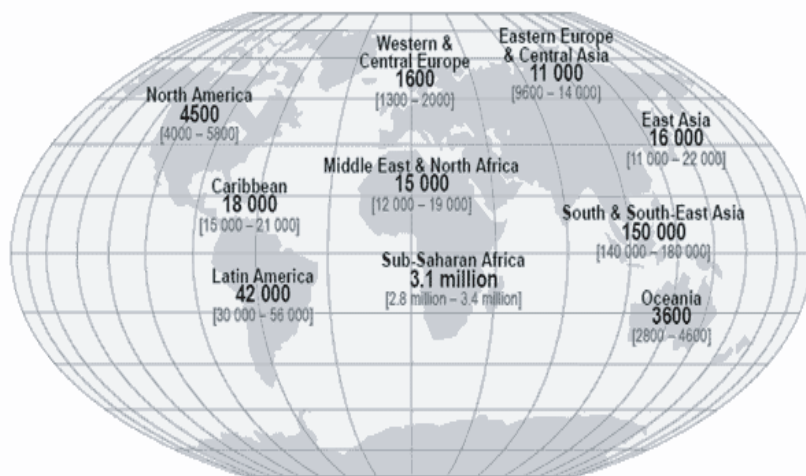 Western &
Central Europe
1600
[1300 – 2000]
Eastern Europe
& Central Asia
11 000
[9600 – 14 000]
North America
4500
[4000 – 5800]
East Asia
16 000
[11 000 – 22 000]
Middle East & North Africa
15 000
[12 000 – 19 000]
Caribbean
18 000
[15 000 – 21 000]
South & South-East Asia
150 000
[140 000 – 180 000]
Sub-Saharan Africa
3.1 million
[2.8 million – 3.4 million]
Latin America
42 000
[30 000 – 56 000]
Oceania
3600
[2800 – 4600]